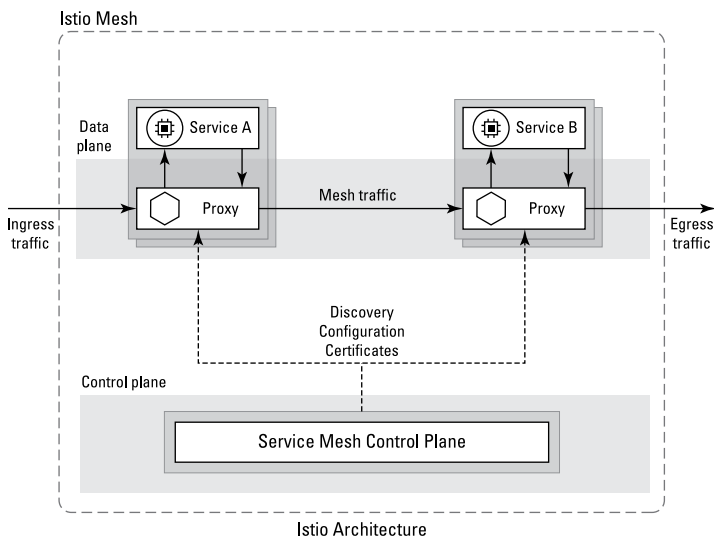 Istio Mesh
Data
plane
Service A
Service B
Proxy
Mesh traffic
Proxy
Ingress
traffic
Egress
traffic
Discovery
Configuration
Certificates
Control plane
Service Mesh Control Plane
Istio Architecture